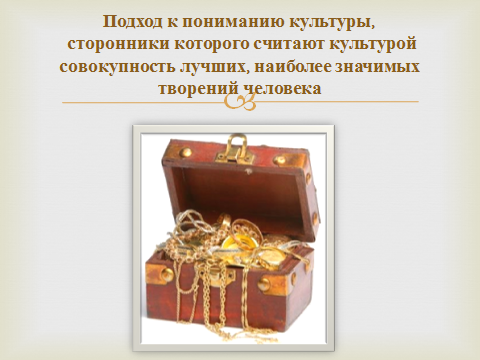 Подход к пониманию культуры,
сторонники которого считают культурой
совокупность лучших, наиболее значимых
творений человека